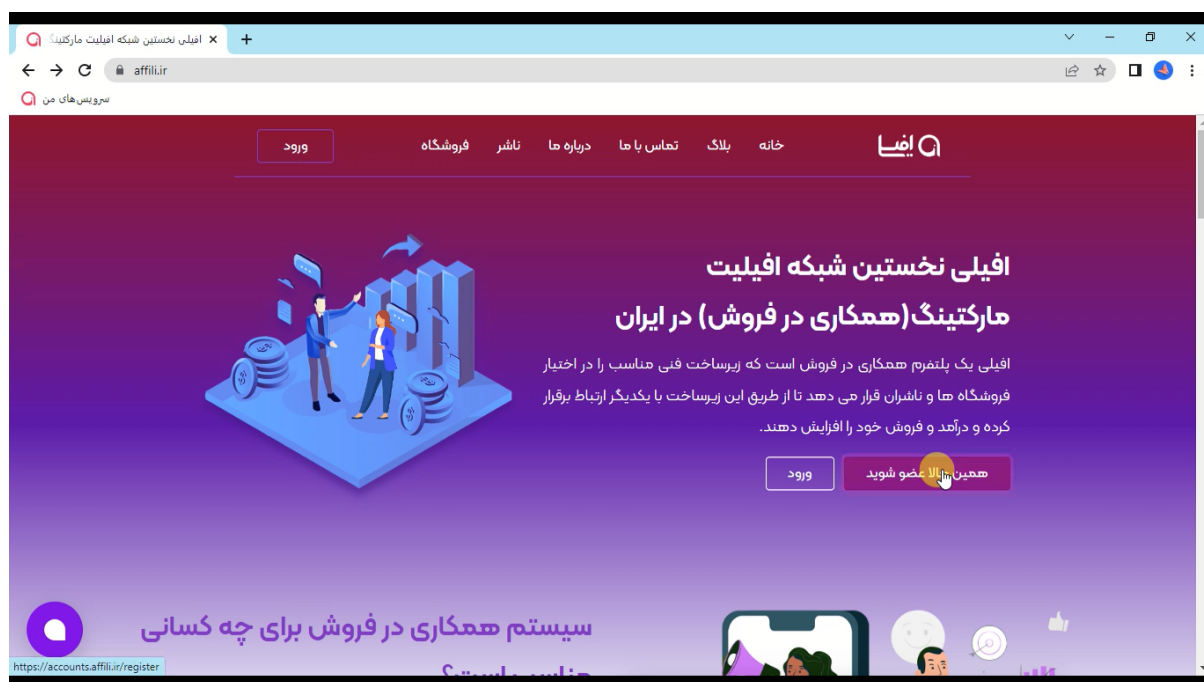 افیلی نخستین شبکه افیلیت مارکتینگ
affili.ir
سرویس‌های من
افیلی
خانه
بلاگ
تماس با ما
درباره ما
ناشر
فروشگاه
ورود
افیلی نخستین شبکه افیلیت
مارکتینگ(همکاری در فروش) در ایران
افیلی یک پلتفرم همکاری در فروش است که زیرساخت فنی مناسب را در اختیار
فروشگاه ها و ناشران قرار می دهد تا از طریق این زیرساخت با یکدیگر ارتباط برقرار
کرده و درآمد و فروش خود را افزایش دهند.
همین حالا عضو شوید
ورود
سیستم همکاری در فروش برای چه کسانی
مناسب است؟
https://accounts.affili.ir/register